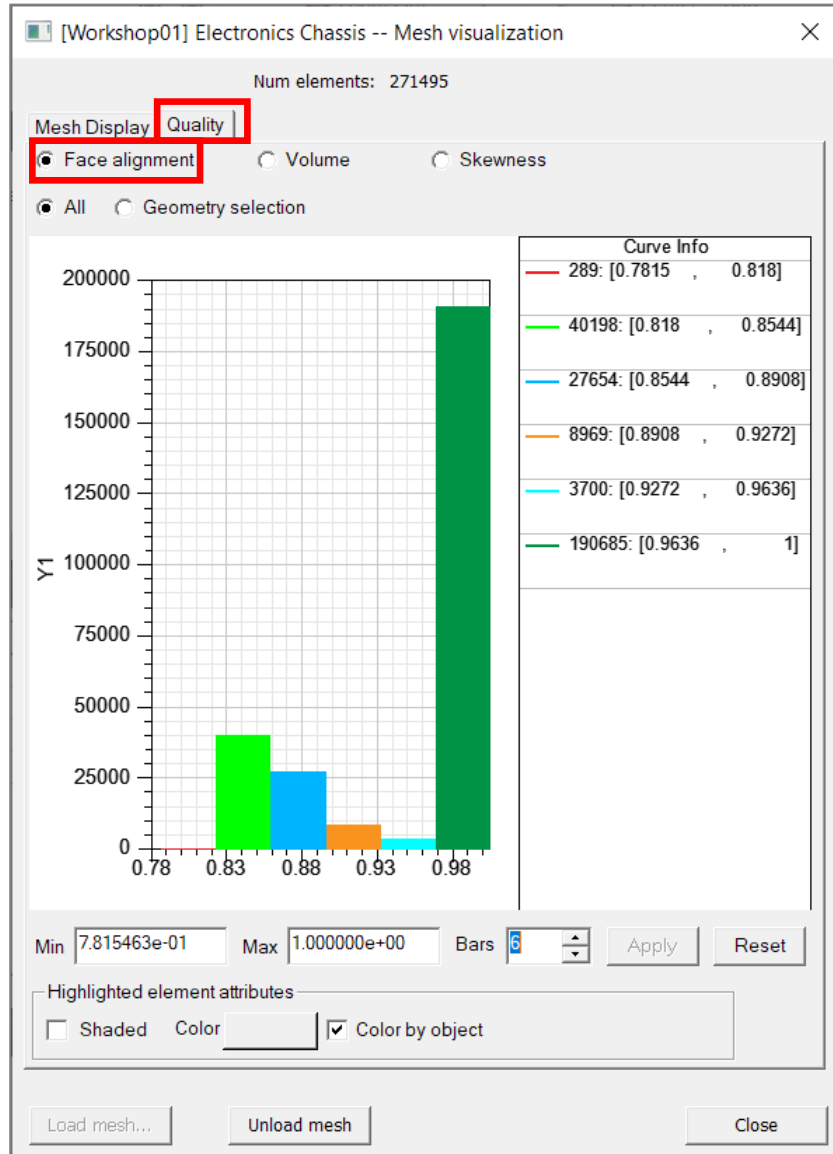 [Workshop01] Electronics Chassis -- Mesh visualization
Num elements: 271495
Mesh Display Quality
Face alignment Volume Skewness
All Geometry selection
Curve Info
289: [0.7815 , 0.818]
40198: [0.818 , 0.8544]
27654: [0.8544 , 0.8908]
8969: [0.8908 , 0.9272]
3700: [0.9272 , 0.9636]
190685: [0.9636 , 1]
200000
175000
150000
125000
100000
75000
50000
25000
0
Y1
0.78 0.83 0.88 0.93 0.98
Min 7.815463e-01 Max 1.000000e+00 Bars 6 Apply Reset
Highlighted element attributes
Shaded Color Color by object
Load mesh... Unload mesh Close